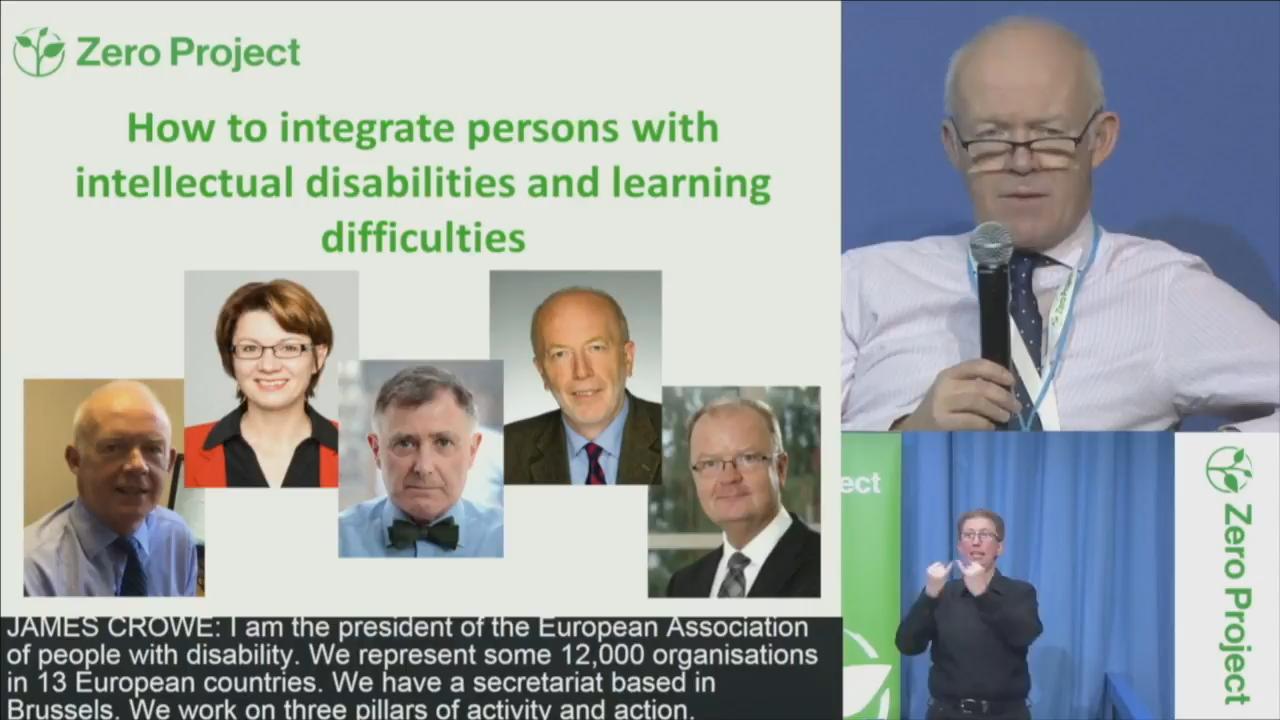 Zero Project
How to integrate persons with
intellectual disabilities and learning
difficulties
JAMES CROWE: I am the president of the European Association
of people with disability. We represent some 12,000 organisations
in 13 European countries. We have a secretariat based in
Brussels. We work on three pillars of activity and action.
Zero Project
ect
Zero Project